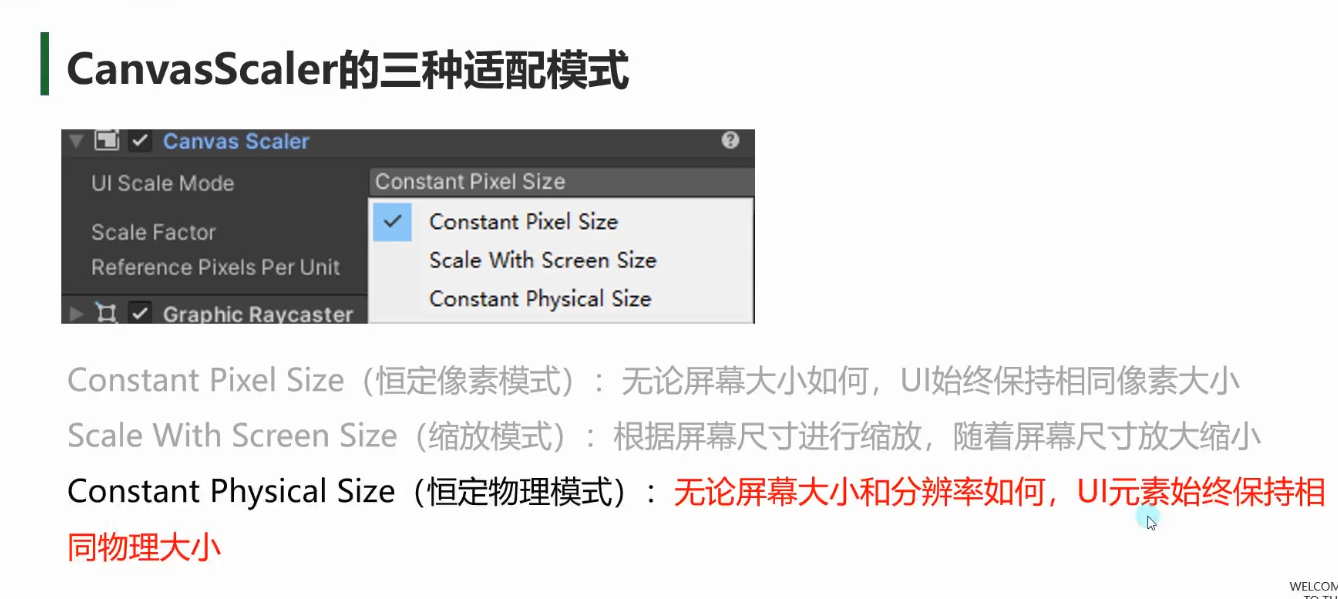 CanvasScaler的三种适配模式
Canvas Scaler
UI Scale Mode
Constant Pixel Size
Constant Pixel Size
Scale Factor
Scale With Screen Size
Reference Pixels Per Unit
Constant Physical Size
Graphic Raycaster
Constant Pixel Size（恒定像素模式）：无论屏幕大小如何，UI始终保持相同像素大小
Scale With Screen Size（缩放模式）：根据屏幕尺寸进行缩放，随着屏幕尺寸放大缩小
Constant Physical Size（恒定物理模式）：无论屏幕大小和分辨率如何，UI元素始终保持相
同物理大小
WELCOM